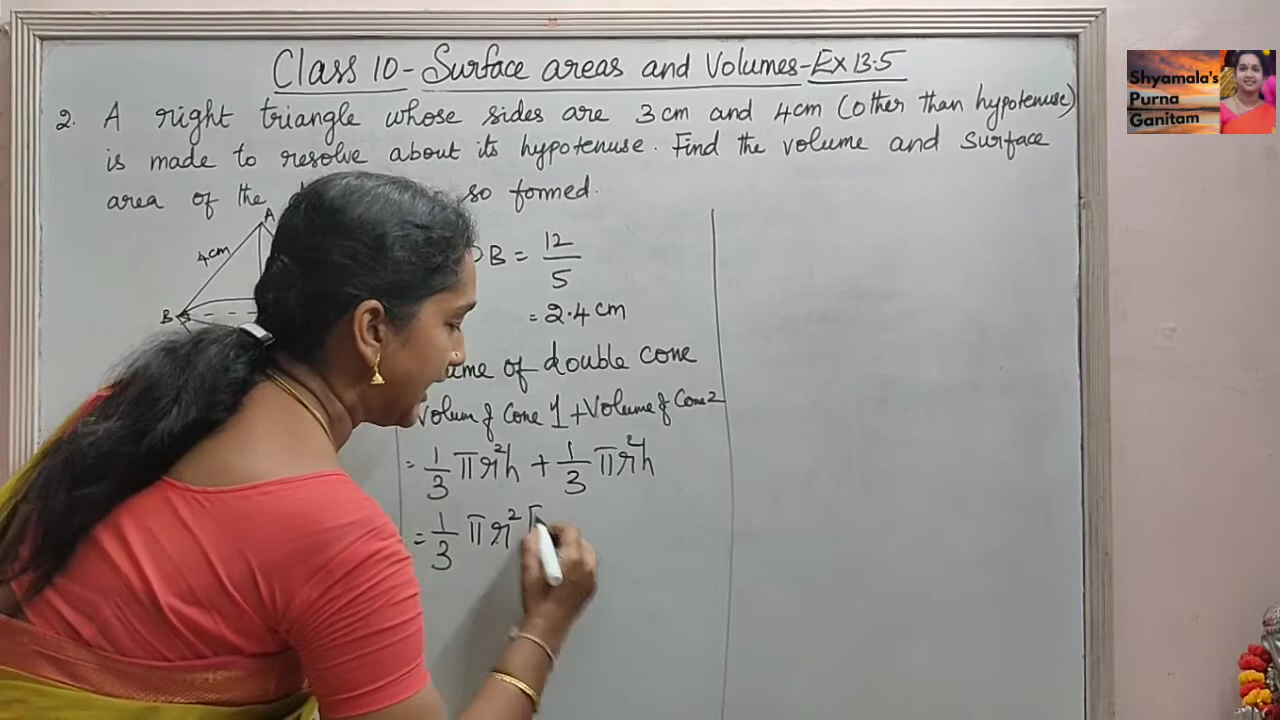 Class 10 - Surface areas and Volumes - Ex 13.5
2. A right triangle whose sides are 3 cm and 4 cm (other than hypotenuse)
is made to resolve about its hypotenuse. Find the volume and surface
area of the so formed.
A
4 cm
B
B = 12/5
= 2.4 cm
of double cone
Volum of Cone 1 + Volume of Cone 2
= 1/3 πr²h + 1/3 πr²h
= 1/3 πr² [
Shyamala's
Purna
Ganitam